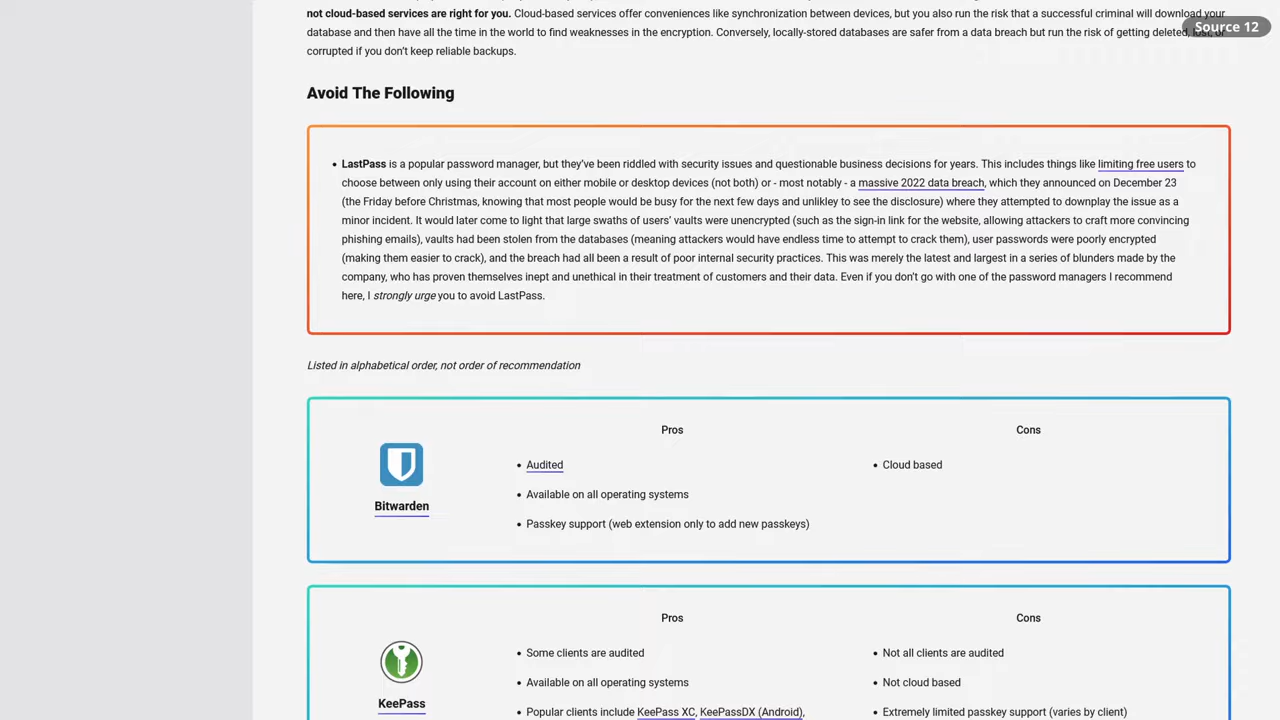 not cloud-based services are right for you. Cloud-based services offer conveniences like synchronization between devices, but you also run the risk that a successful criminal will download your
Source 12
database and then have all the time in the world to find weaknesses in the encryption. Conversely, locally-stored databases are safer from a data breach but run the risk of getting deleted, lost, or
corrupted if you don't keep reliable backups.
Avoid The Following
• LastPass is a popular password manager, but they've been riddled with security issues and questionable business decisions for years. This includes things like limiting free users to
choose between only using their account on either mobile or desktop devices (not both) or - most notably - a massive 2022 data breach, which they announced on December 23
(the Friday before Christmas, knowing that most people would be busy for the next few days and unlikley to see the disclosure) where they attempted to downplay the issue as a
minor incident. It would later come to light that large swaths of users' vaults were unencrypted (such as the sign-in link for the website, allowing attackers to craft more convincing
phishing emails), vaults had been stolen from the databases (meaning attackers would have endless time to attempt to crack them), user passwords were poorly encrypted
(making them easier to crack), and the breach had all been a result of poor internal security practices. This was merely the latest and largest in a series of blunders made by the
company, who has proven themselves inept and unethical in their treatment of customers and their data. Even if you don't go with one of the password managers I recommend
here, I strongly urge you to avoid LastPass.
Listed in alphabetical order, not order of recommendation
Bitwarden
Pros
• Audited
• Available on all operating systems
• Passkey support (web extension only to add new passkeys)
Cons
• Cloud based
KeePass
Pros
• Some clients are audited
• Available on all operating systems
• Popular clients include KeePass XC, KeePassDX (Android),
Cons
• Not all clients are audited
• Not cloud based
• Extremely limited passkey support (varies by client)